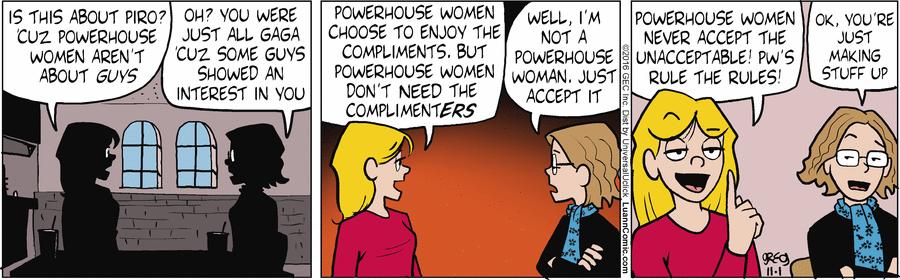 IS THIS ABOUT PIRO?
'CUZ POWERHOUSE
WOMEN AREN'T
ABOUT GUYS
OH? YOU WERE
JUST ALL GAGA
'CUZ SOME GUYS
SHOWED AN
INTEREST IN YOU
POWERHOUSE WOMEN
CHOOSE TO ENJOY THE
COMPLIMENTS. BUT
POWERHOUSE WOMEN
DON'T NEED THE
COMPLIMENTERS
WELL, I'M
NOT A
POWERHOUSE
WOMAN. JUST
ACCEPT IT
©2016 GEC Inc. Dist by UniversalUclick LuannComic.com
POWERHOUSE WOMEN
NEVER ACCEPT THE
UNACCEPTABLE! PW'S
RULE THE RULES!
OK, YOU'RE
JUST
MAKING
STUFF UP
GREG
11·1